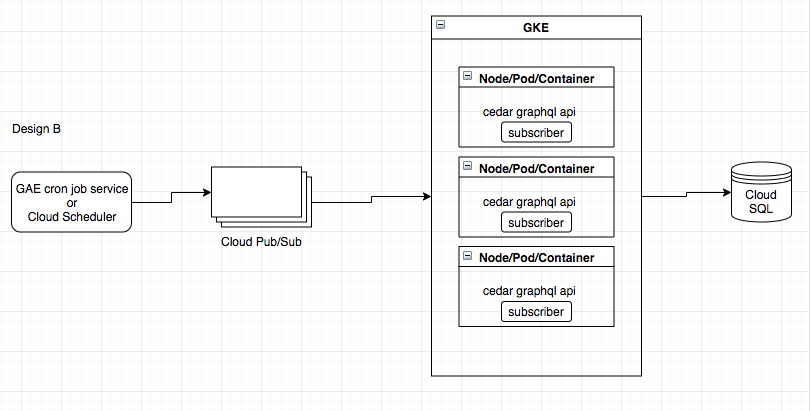 GKE
Node/Pod/Container
cedar graphql api
subscriber
Design B
Node/Pod/Container
cedar graphql api
subscriber
GAE cron job service
or
Cloud Scheduler
Cloud Pub/Sub
Cloud
SQL
Node/Pod/Container
cedar graphql api
subscriber